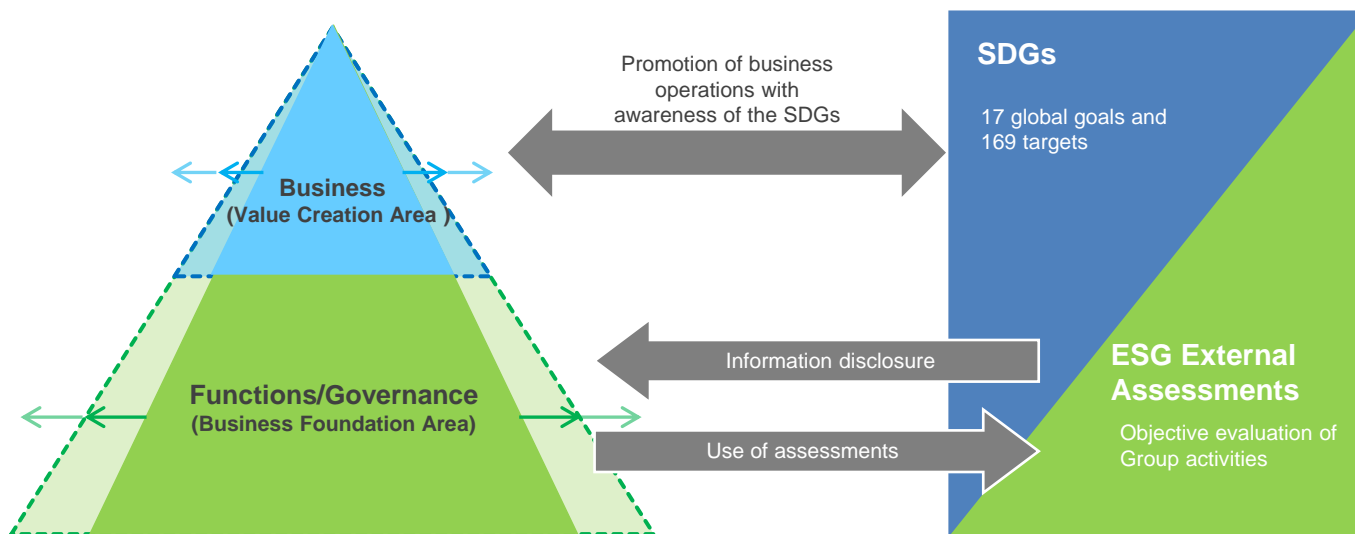 Promotion of business
operations with
awareness of the SDGs
SDGs
17 global goals and
169 targets
Business
(Value Creation Area )
Information disclosure
ESG External
Assessments
Functions/Governance
(Business Foundation Area)
Use of assessments
Objective evaluation of
Group activities